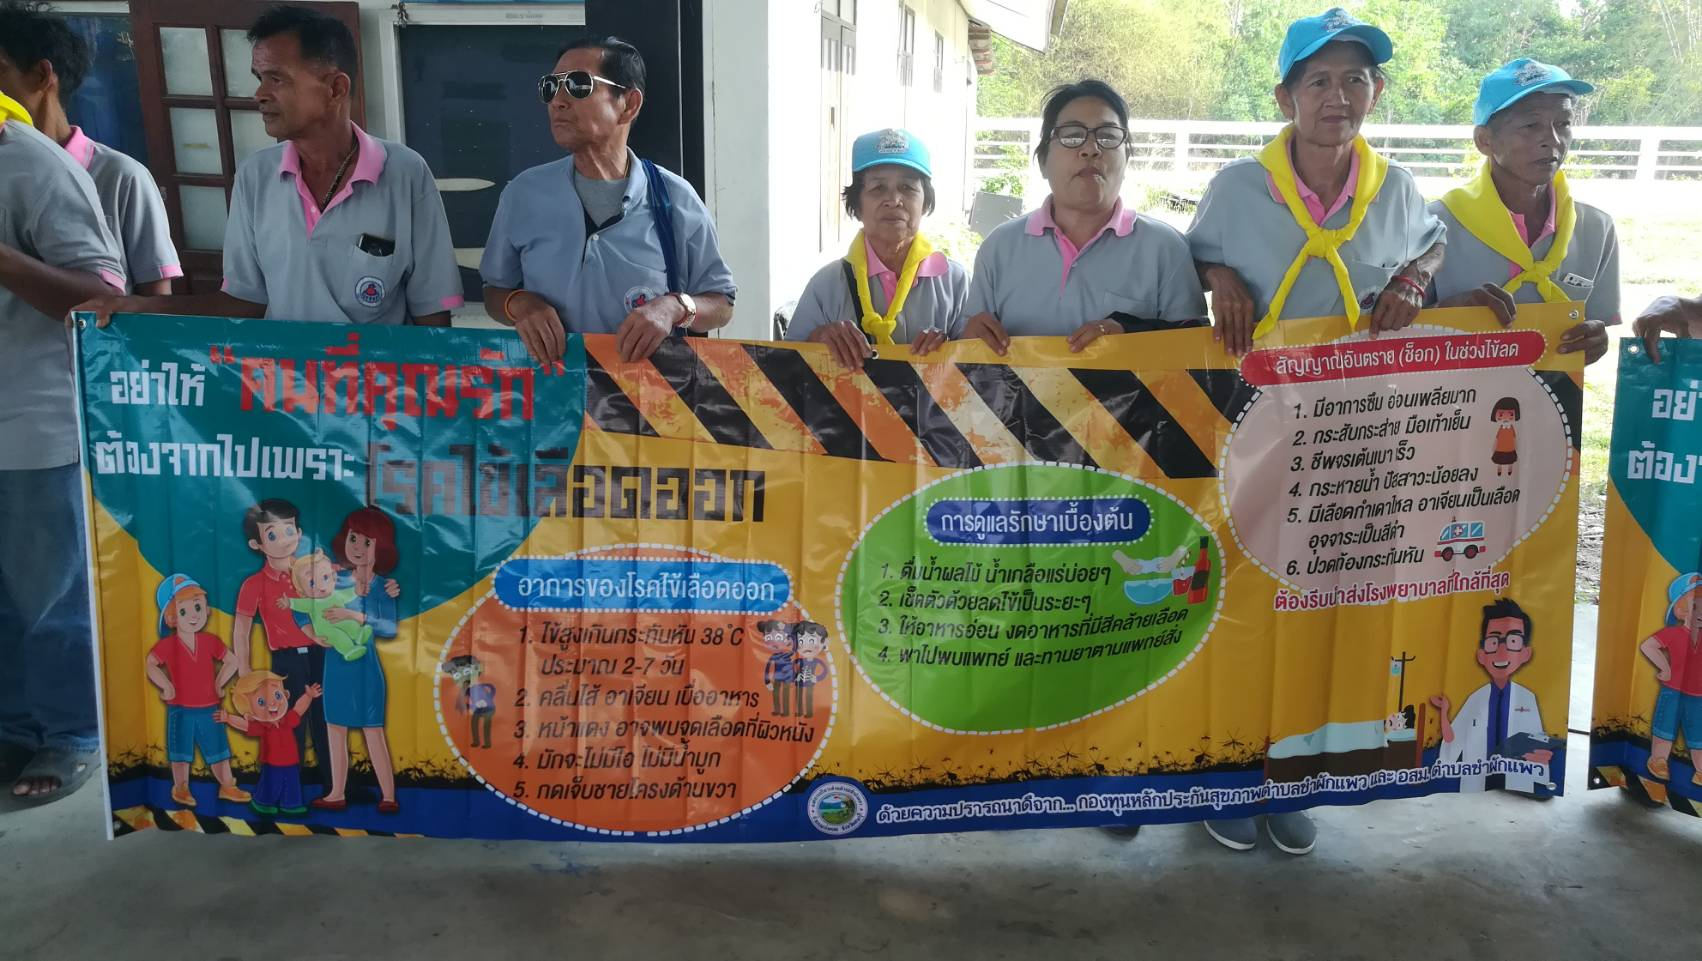 อย่าให้ "คนที่คุณรัก"
ต้องจากไปเพราะ โรคไข้เลือดออก
อาการของโรคไข้เลือดออก
1. ไข้สูงเกินกระทันหัน 38 ํC
ประมาณ 2-7 วัน
2. คลื่นไส้ อาเจียน เบื่ออาหาร
3. หน้าแดง อาจพบจุดเลือดที่ผิวหนัง
4. มักจะไม่มีไอ ไม่มีน้ำมูก
5. กดเจ็บชายโครงด้านขวา
การดูแลรักษาเบื้องต้น
1. ดื่มน้ำผลไม้ น้ำเกลือแร่บ่อยๆ
2. เช็ดตัวด้วยลดไข้เป็นระยะๆ
3. ให้อาหารอ่อน งดอาหารที่มีสีคล้ายเลือด
4. พาไปพบแพทย์ และทานยาตามแพทย์สั่ง
สัญญาณอันตราย (ช็อก) ในช่วงไข้ลด
1. มีอาการซึม อ่อนเพลียมาก
2. กระสับกระส่าย มือเท้าเย็น
3. ชีพจรเต้นเบาเร็ว
4. กระหายน้ำ ปัสสาวะน้อยลง
5. มีเลือดกำเดาไหล อาเจียนเป็นเลือด
อุจจาระเป็นสีดำ
6. ปวดท้องกระทันหัน
ต้องรีบนำส่งโรงพยาบาลที่ใกล้ที่สุด
ด้วยความปรารถนาดีจาก... กองทุนหลักประกันสุขภาพตำบลชำผักแพว และ อสม.ตำบลชำผักแพว
อย่
ต้อง